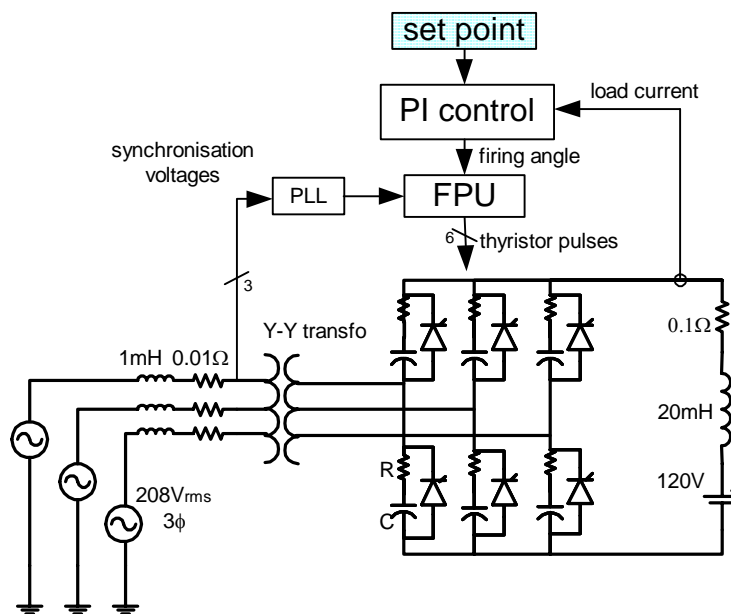 set point
load current
PI control
synchronisation
voltages
firing angle
PLL
FPU
6
thyristor pulses
3
Y-Y transfo
0.1Ω
1mH 0.01Ω
20mH
R
120V
208Vrms
3ϕ
C